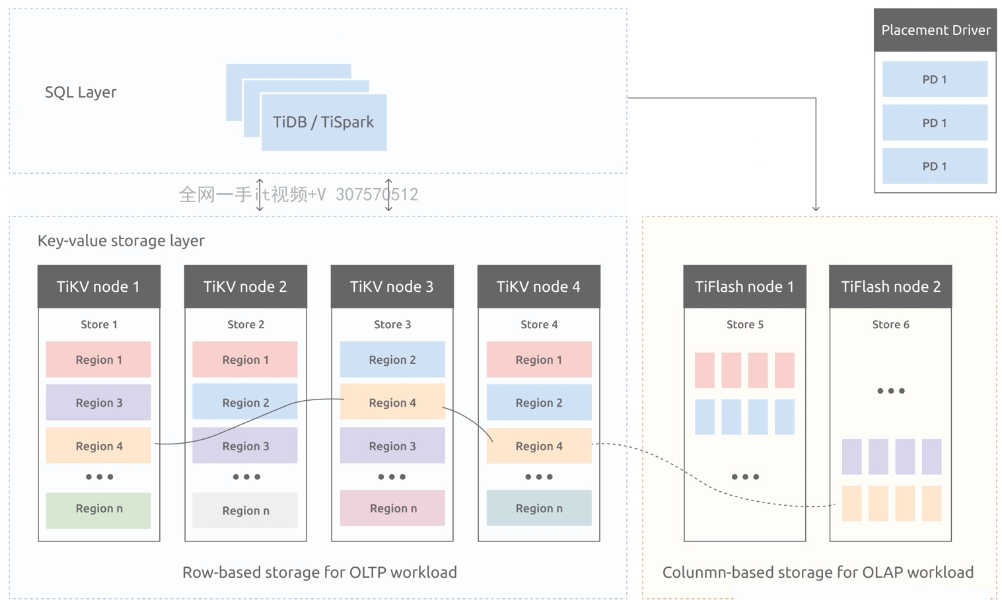 Placement Driver
PD 1
PD 1
PD 1
SQL Layer
TiDB / TiSpark
全网一手it视频+V 307570512
Key-value storage layer
TiKV node 1
Store 1
Region 1
Region 3
Region 4
•••
Region n
TiKV node 2
Store 2
Region 1
Region 2
Region 3
•••
Region n
TiKV node 3
Store 3
Region 2
Region 4
Region 3
•••
Region n
TiKV node 4
Store 4
Region 1
Region 2
Region 4
•••
Region n
Row-based storage for OLTP workload
TiFlash node 1
Store 5
•••
TiFlash node 2
Store 6
•••
Colunmn-based storage for OLAP workload